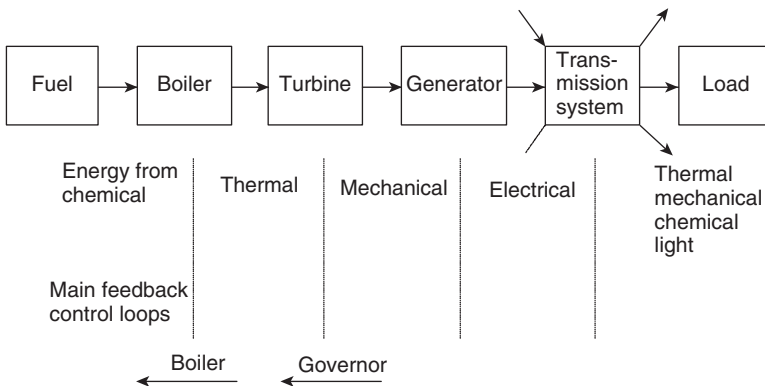 Fuel
Boiler
Turbine
Generator
Trans-
mission
system
Load
Energy from
chemical
Thermal
Mechanical
Electrical
Thermal
mechanical
chemical
light
Main feedback
control loops
Boiler
Governor